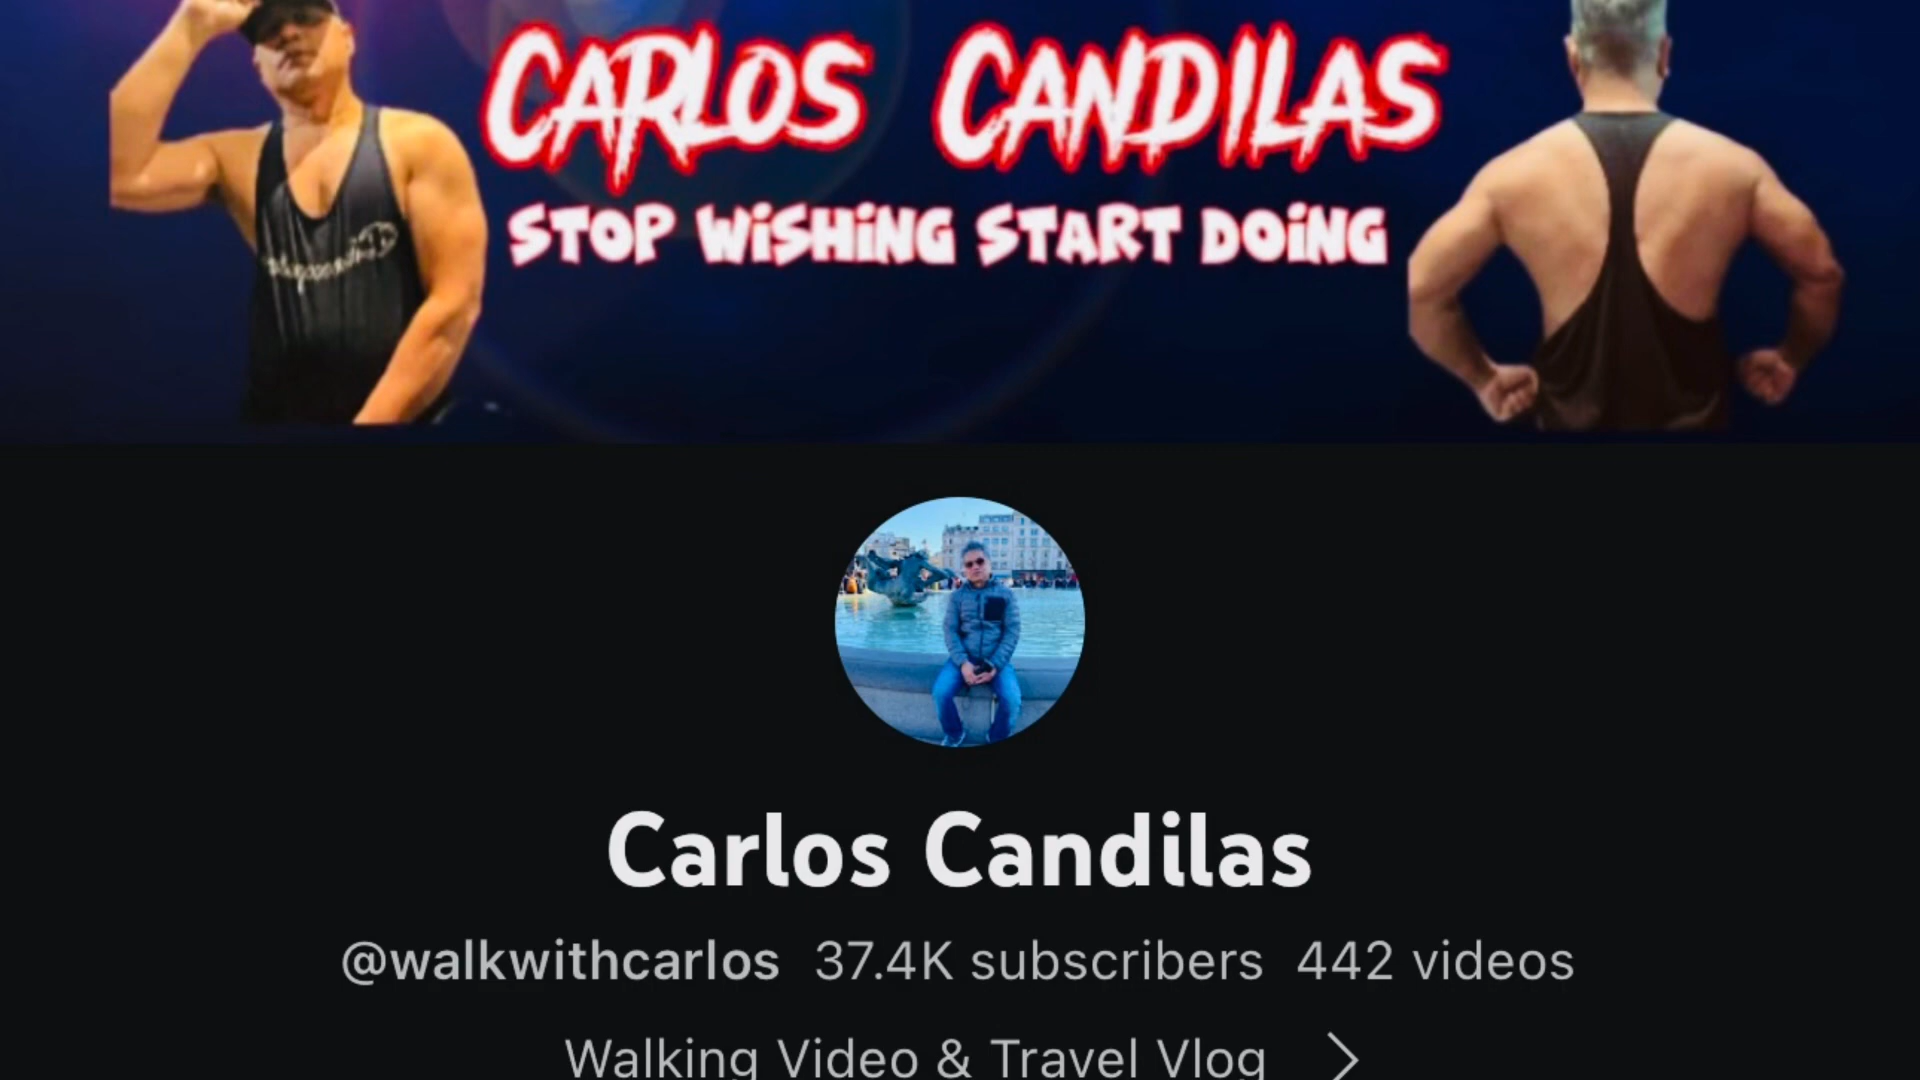 CARLOS CANDILAS
STOP WiSHiNG START DOiNG
Carlos Candilas
@walkwithcarlos 37.4K subscribers 442 videos
Walking Video & Travel Vlog